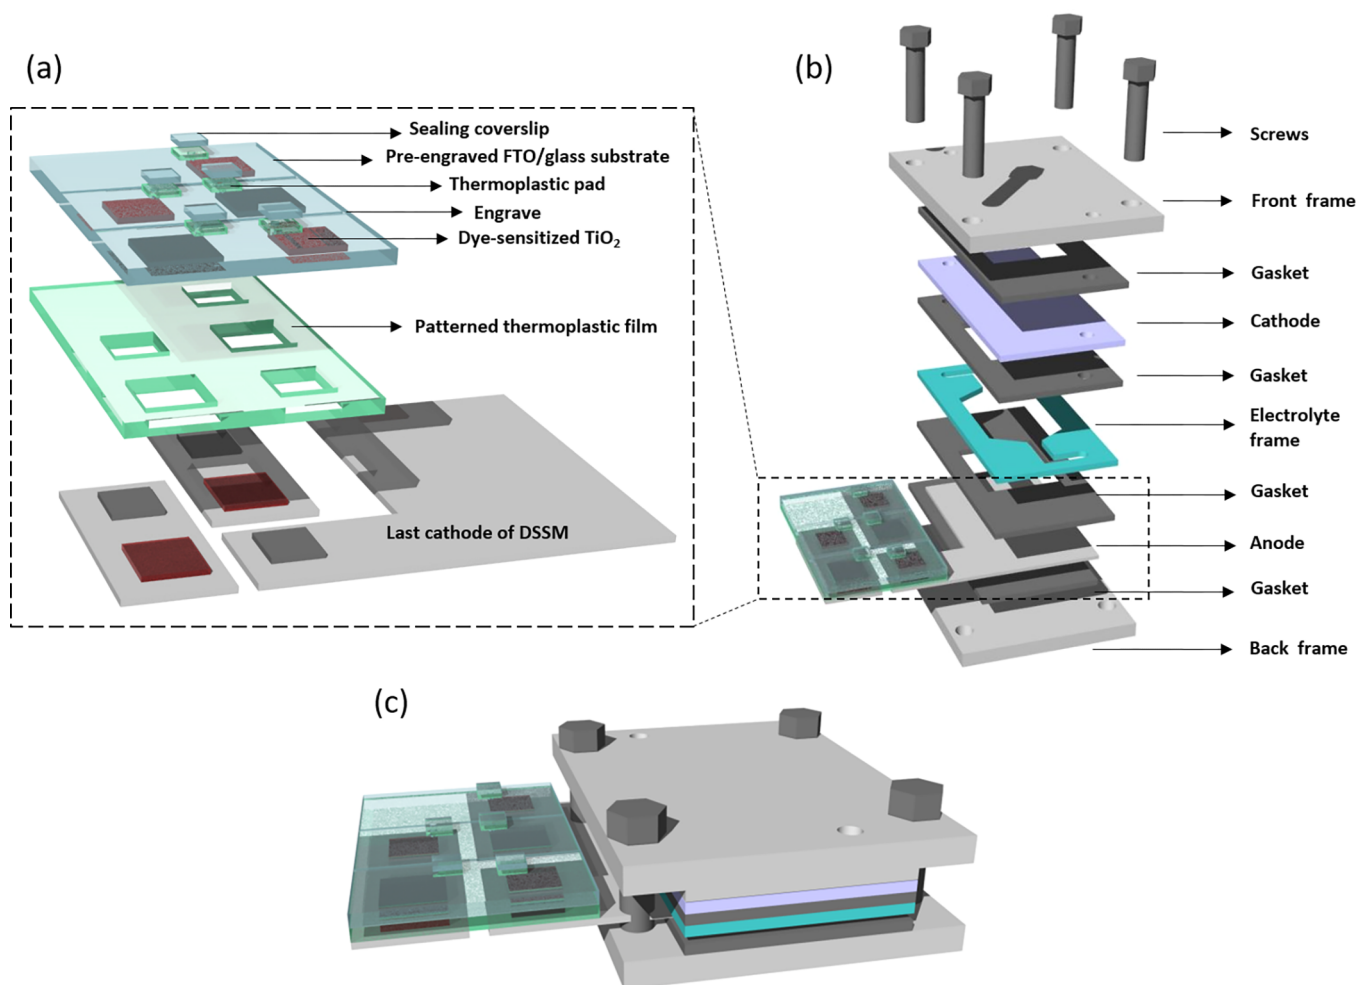 (a)
Sealing coverslip
Pre-engraved FTO/glass substrate
Thermoplastic pad
Engrave
Dye-sensitized TiO₂
Patterned thermoplastic film
Last cathode of DSSM
(b)
Screws
Front frame
Gasket
Cathode
Gasket
Electrolyte
frame
Gasket
Anode
Gasket
Back frame
(c)